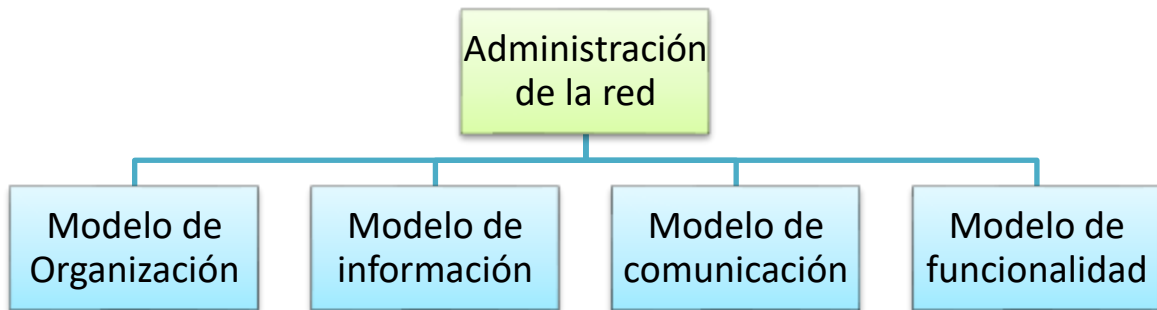 Administración
de la red
Modelo de
Organización
Modelo de
información
Modelo de
comunicación
Modelo de
funcionalidad